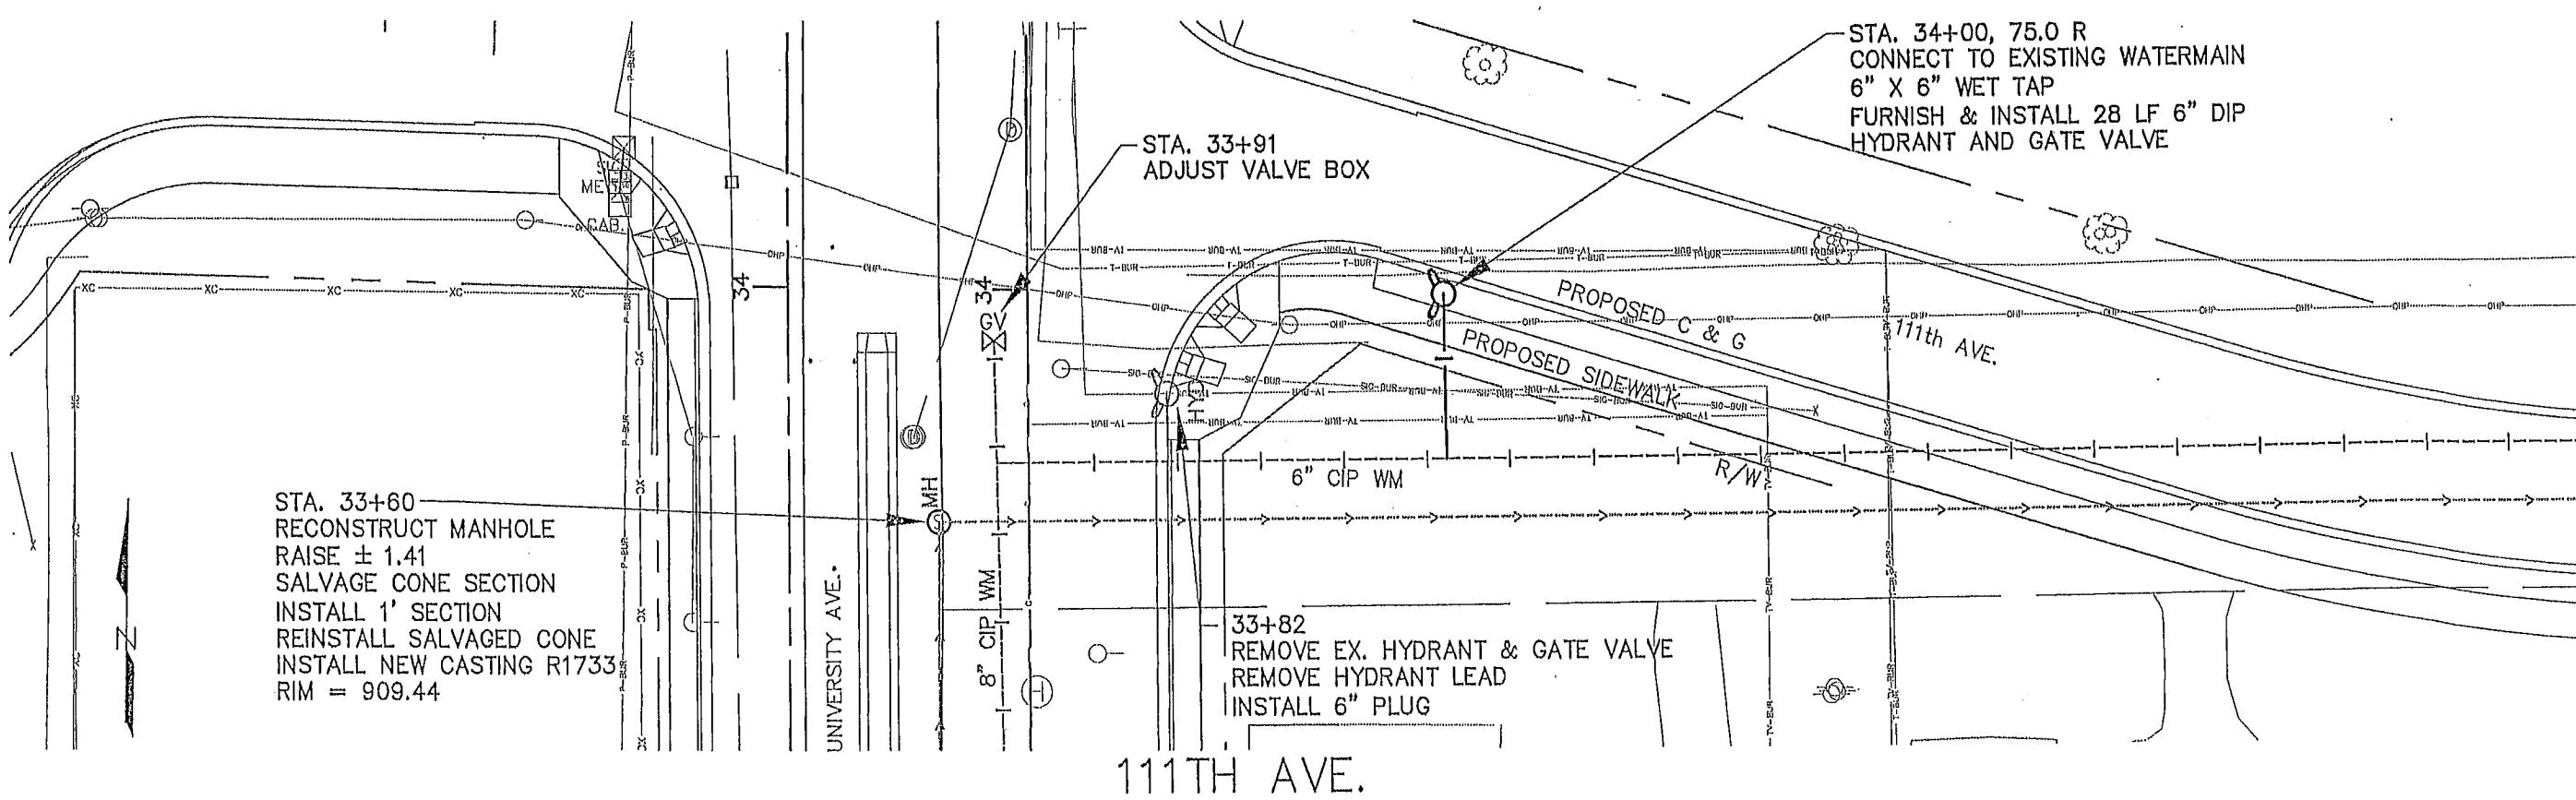 STA. 34+00, 75.0 R
CONNECT TO EXISTING WATERMAIN
6" X 6" WET TAP
FURNISH & INSTALL 28 LF 6" DIP
HYDRANT AND GATE VALVE
STA. 33+91
ADJUST VALVE BOX
CAB.
34
34
GV
PROPOSED C & G
PROPOSED SIDEWALK
111th AVE.
HYD
6" CIP WM
R/W
MH
STA. 33+60
RECONSTRUCT MANHOLE
RAISE ± 1.41
SALVAGE CONE SECTION
INSTALL 1' SECTION
REINSTALL SALVAGED CONE
INSTALL NEW CASTING R1733
RIM = 909.44
N
UNIVERSITY AVE.
8" CIP WM
33+82
REMOVE EX. HYDRANT & GATE VALVE
REMOVE HYDRANT LEAD
INSTALL 6" PLUG
111TH AVE.